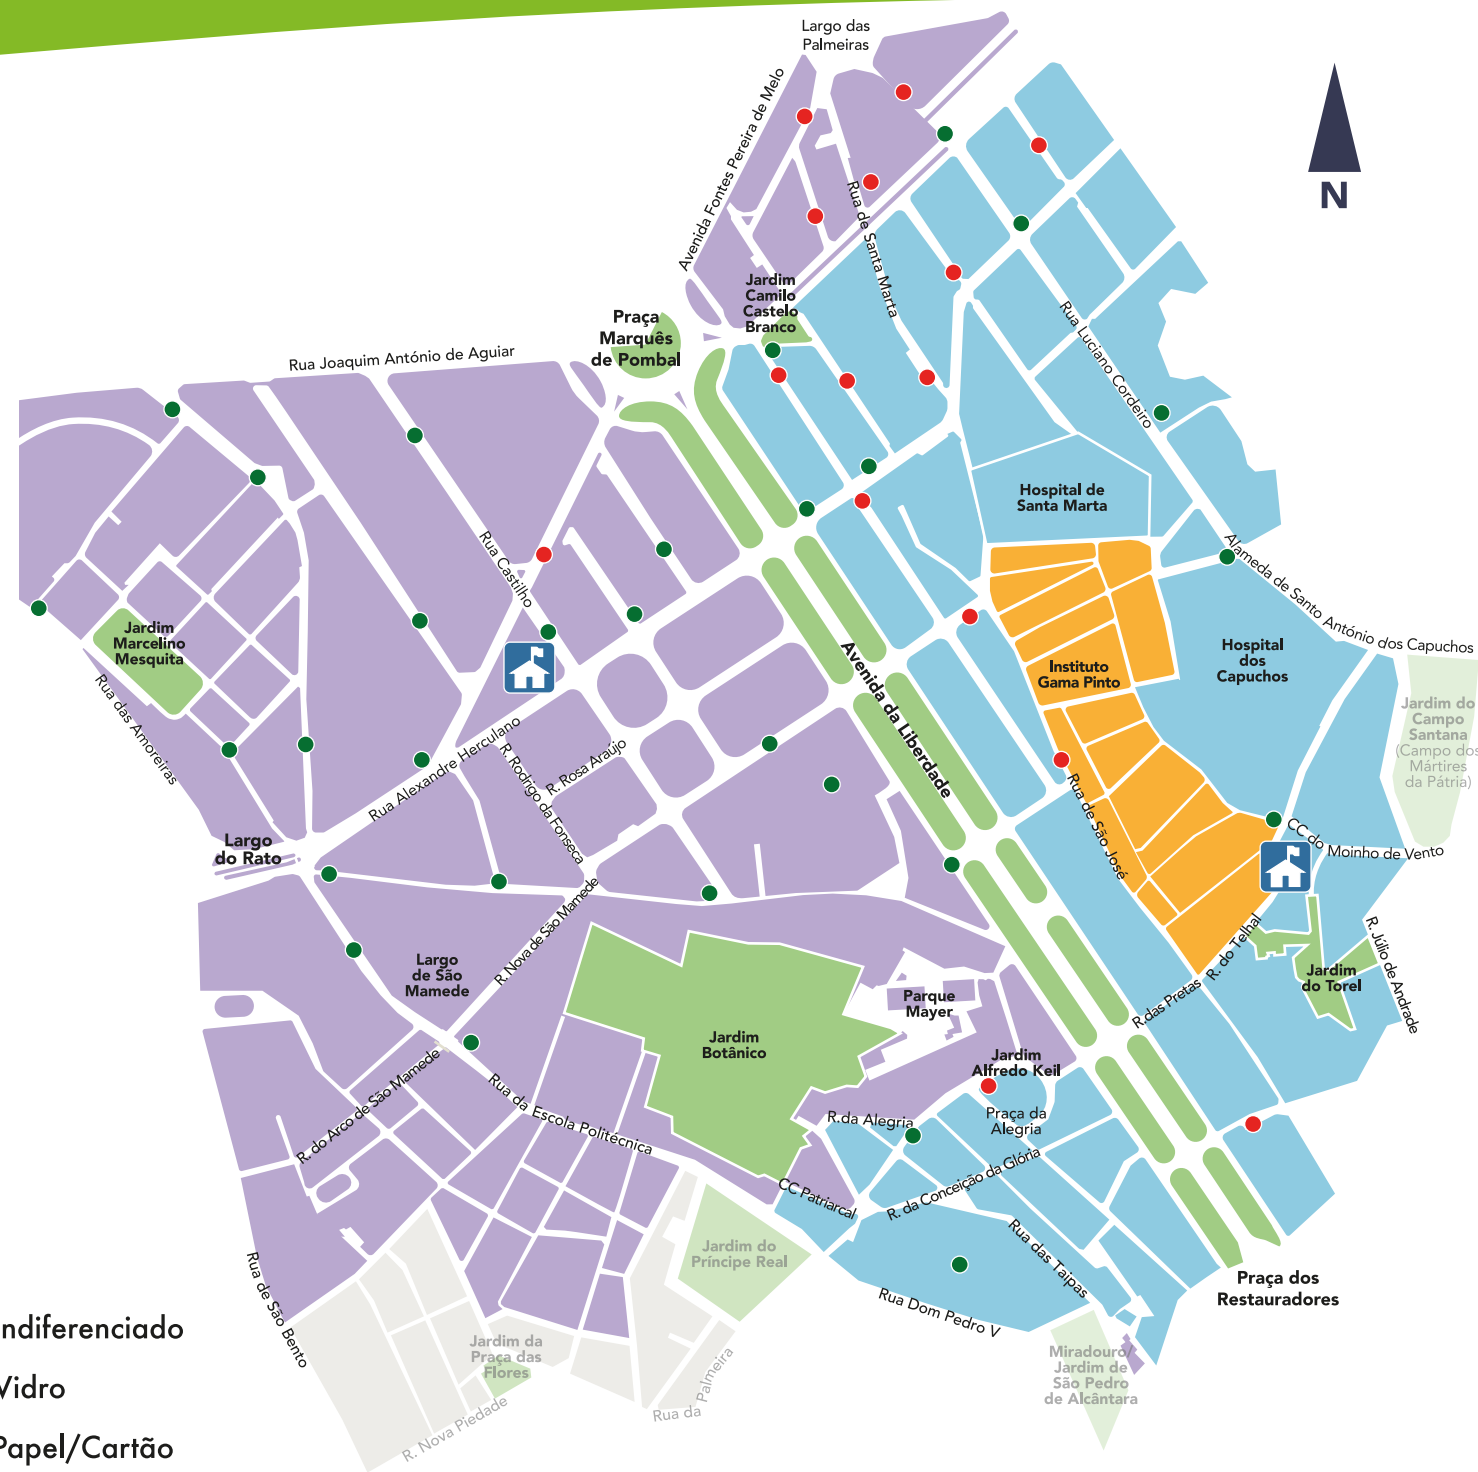 Largo das
Palmeiras
Avenida Fontes Pereira de Melo
Rua de Santa Marta
N
Jardim
Camilo
Castelo
Branco
Praça
Marquês
de Pombal
Rua Joaquim António de Aguiar
Rua Luciano Cordeiro
Hospital de
Santa Marta
Rua Castilho
Alameda de Santo António dos Capuchos
Jardim
Marcelino
Mesquita
Hospital
dos
Capuchos
Instituto
Gama Pinto
Avenida da Liberdade
Rua das Amoreiras
Jardim do
Campo
Santana
(Campo dos
Mártires
da Pátria)
Rua Alexandre Herculano
R. Rodrigo da Fonseca
R. Rosa Araújo
Rua de São José
Largo
do Rato
CC do Moinho de Vento
R. Nova de São Mamede
R. do Telhal
R. Júlio de Andrade
Largo
de São
Mamede
Jardim
do Torel
Parque
Mayer
R.das Pretas
Jardim
Botânico
Jardim
Alfredo Keil
R. do Arco de São Mamede
Rua da Escola Politécnica
R.da Alegria
Praça da
Alegria
R. da Conceição da Glória
CC Patriarcal
Rua das Taipas
Jardim do
Príncipe Real
Rua de São Bento
Rua Dom Pedro V
Praça dos
Restauradores
Jardim da
Praça das
Flores
Miradouro/
Jardim de
São Pedro
de Alcântara
R. Nova Piedade
Rua da Palmeira
ndiferenciado
Vidro
Papel/Cartão